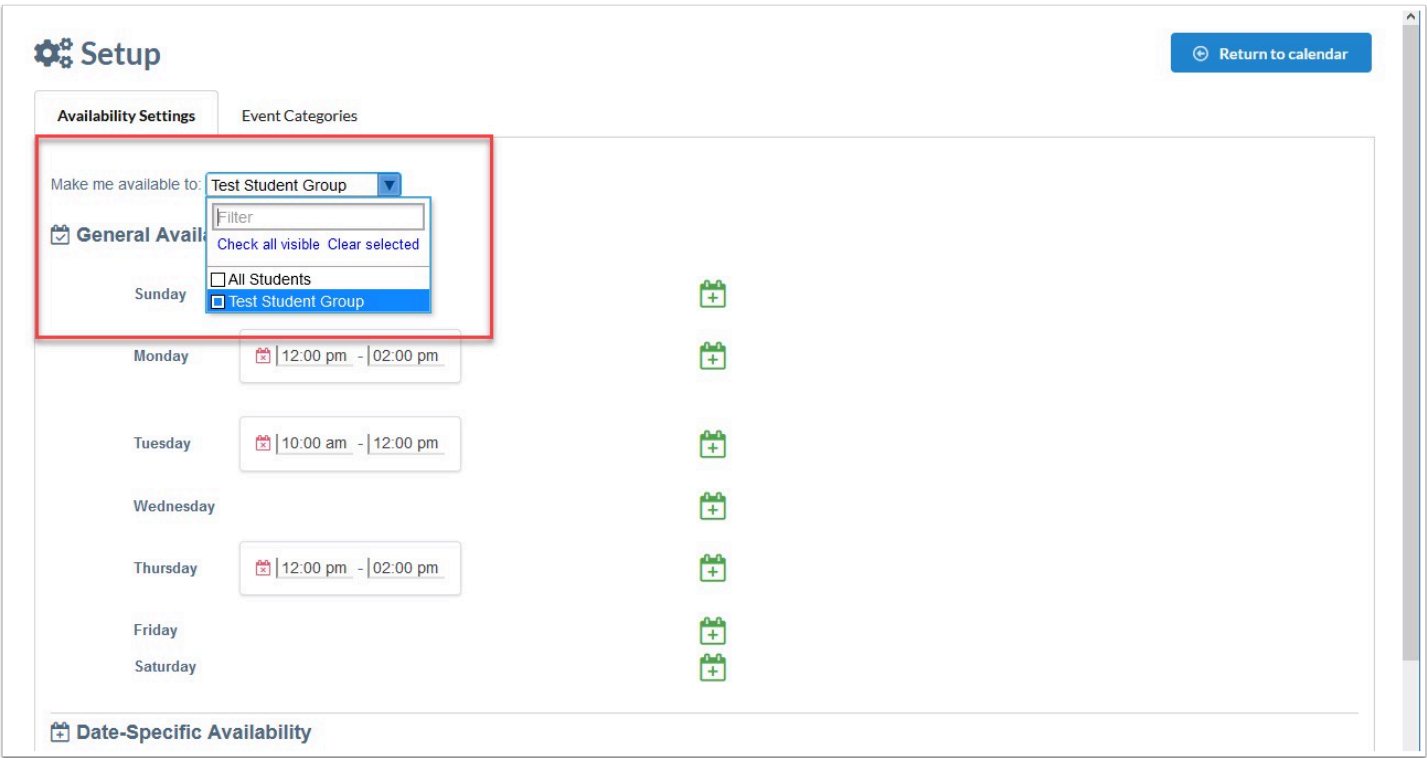 Setup
Return to calendar
Availability Settings
Event Categories
Make me available to: Test Student Group
Filter
General Avail
Check all visible Clear selected
All Students
Sunday
Test Student Group
Monday 12:00 pm - 02:00 pm
Tuesday 10:00 am - 12:00 pm
Wednesday
Thursday 12:00 pm - 02:00 pm
Friday
Saturday
Date-Specific Availability